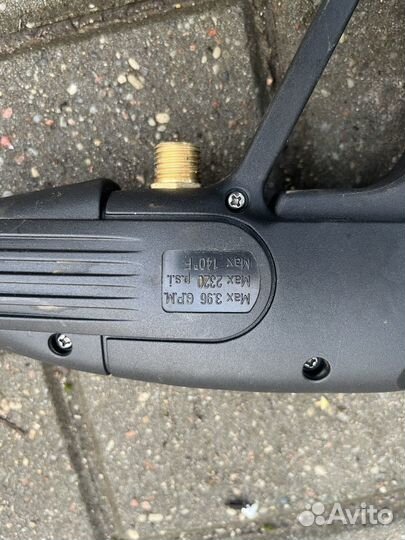 Max 3.96 G.P.M.
Max 2320 p.s.i.
Max 140°F
Avito